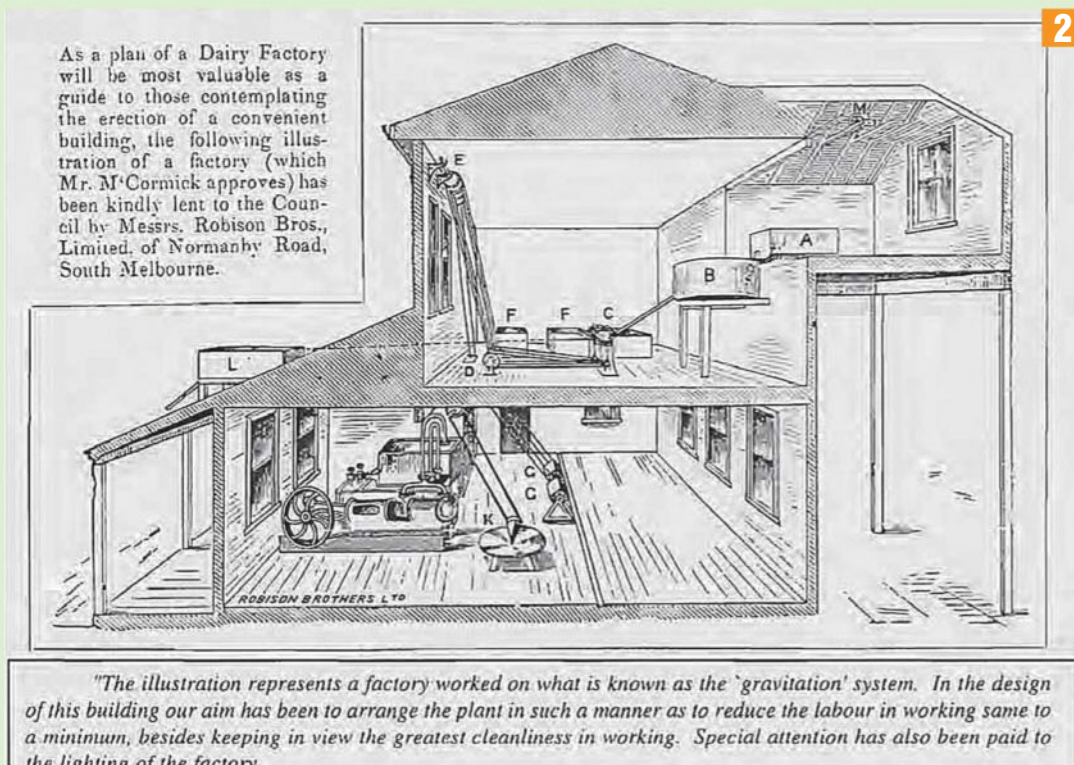 2
As a plan of a Dairy Factory
will be most valuable as a
guide to those contemplating
the erection of a convenient
building, the following illus-
tration of a factory (which
Mr. M'Cormick approves) has
been kindly lent to the Coun-
cil by Messrs. Robison Bros.,
Limited, of Normanby Road,
South Melbourne.
M
E
A
B
F F C
L
D
G
G
K
ROBISON BROTHERS LTD
"The illustration represents a factory worked on what is known as the `gravitation' system. In the design
of this building our aim has been to arrange the plant in such a manner as to reduce the labour in working same to
a minimum, besides keeping in view the greatest cleanliness in working. Special attention has also been paid to
the lighting of the factory